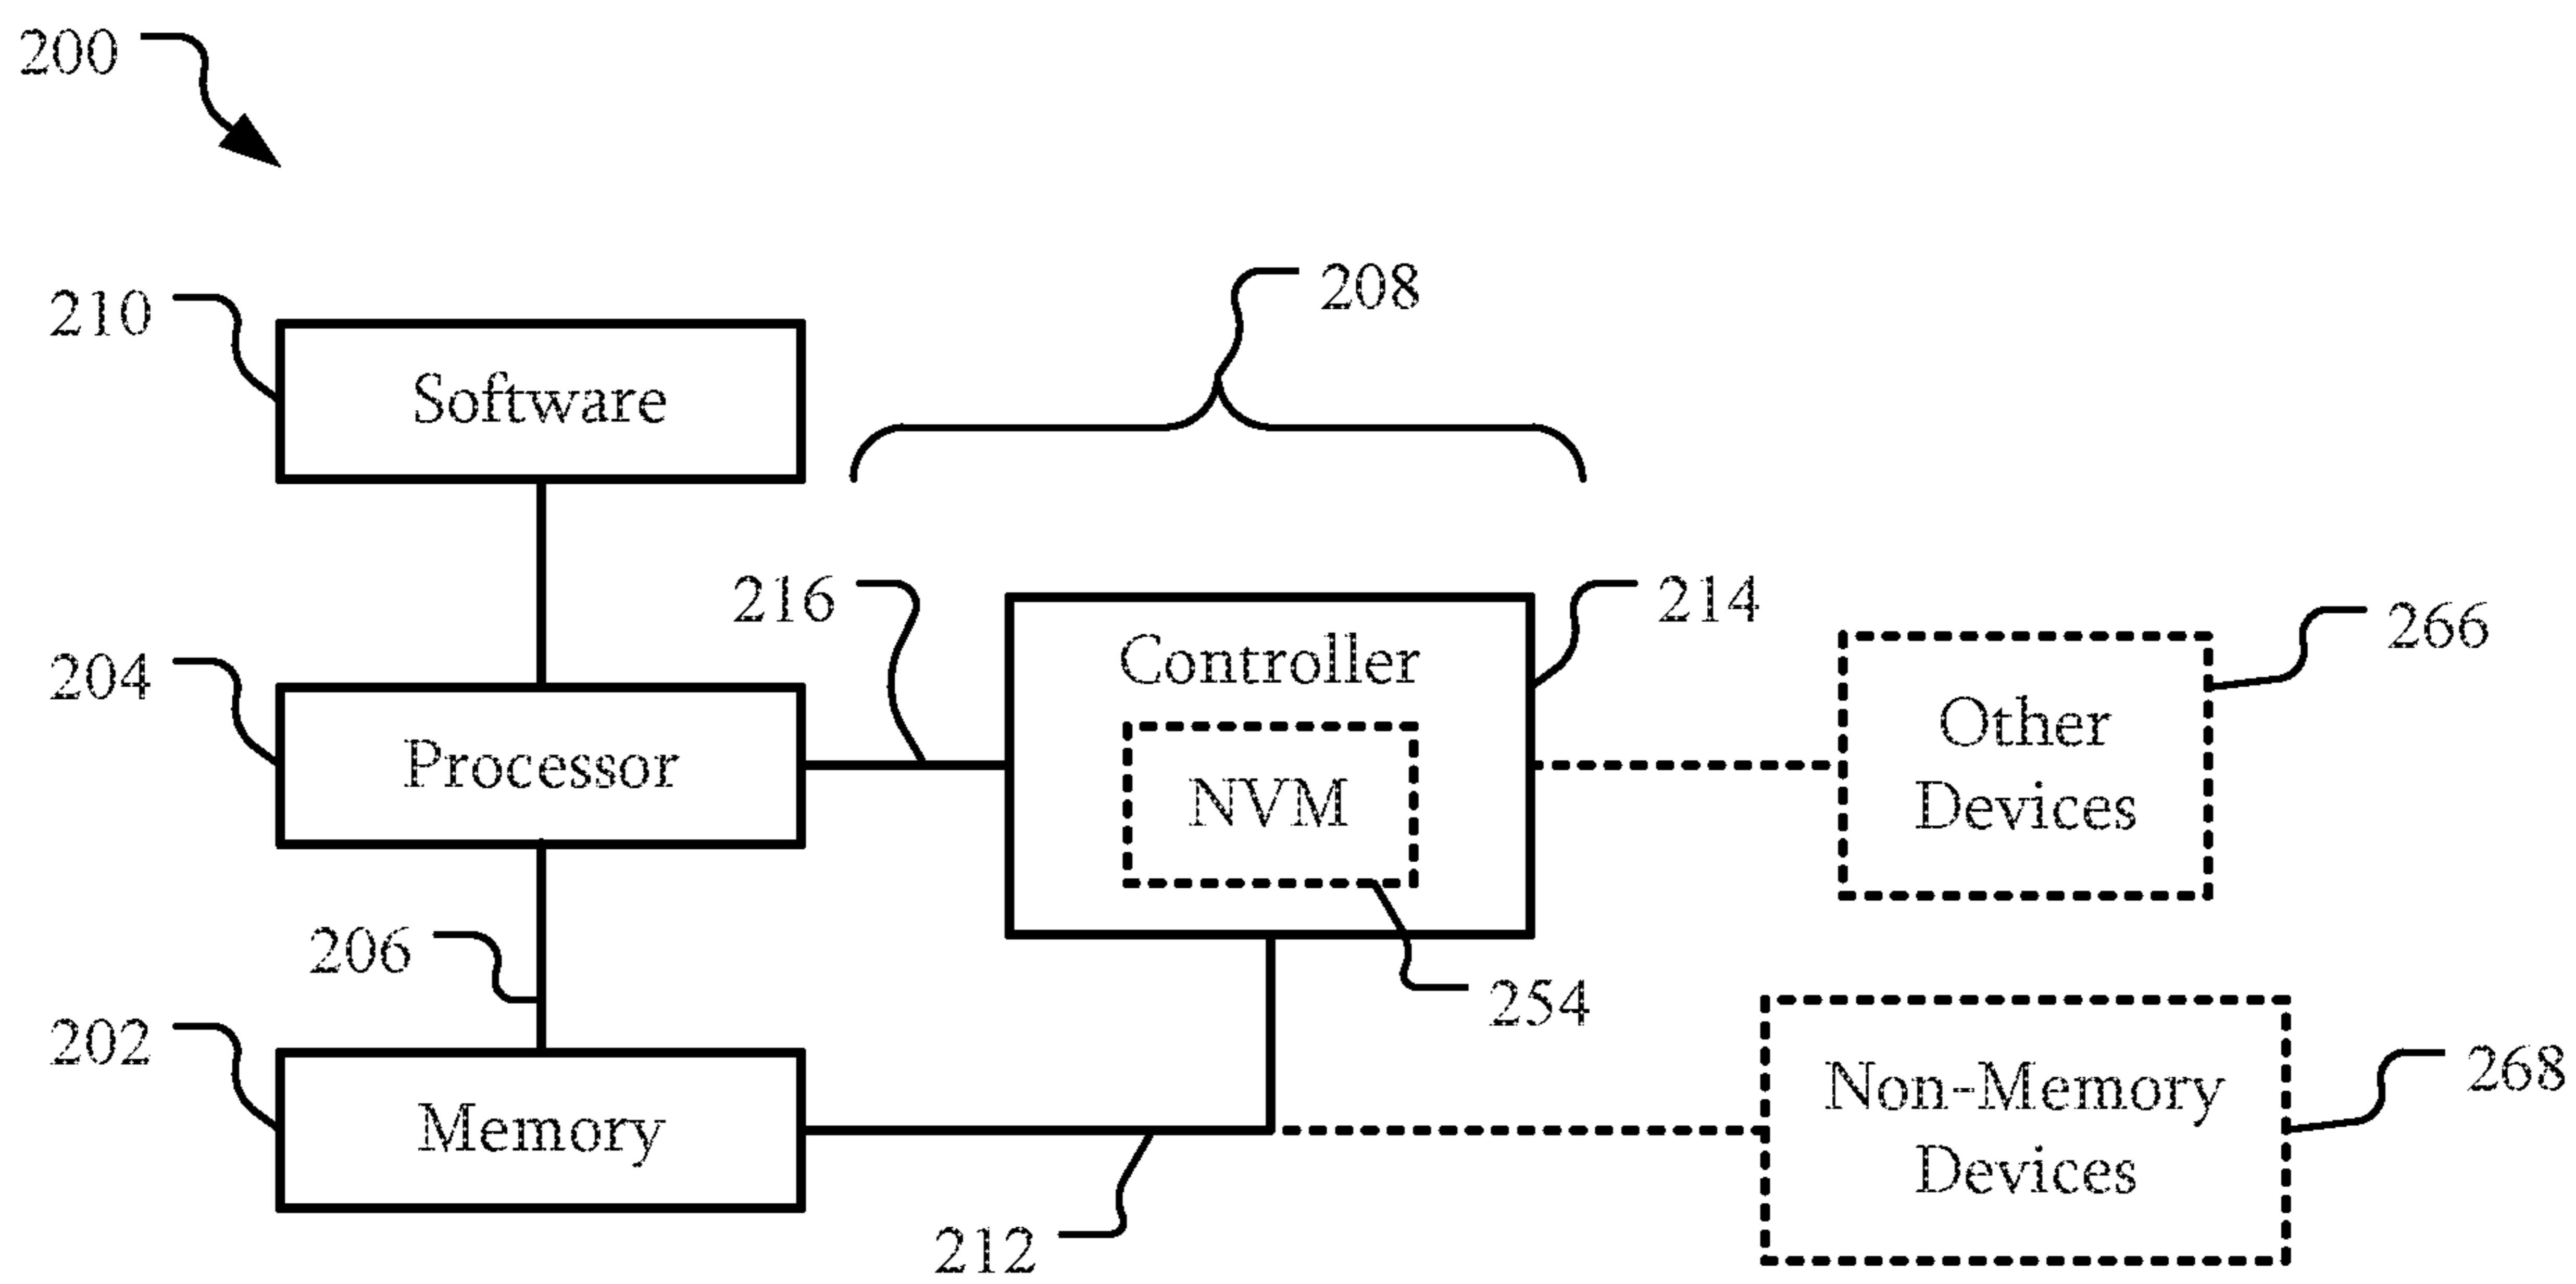 200
208
210
Software
216
214
266
204
Controller
Other
Devices
Processor
NVM
206
254
202
268
Non-Memory
Devices
Memory
212